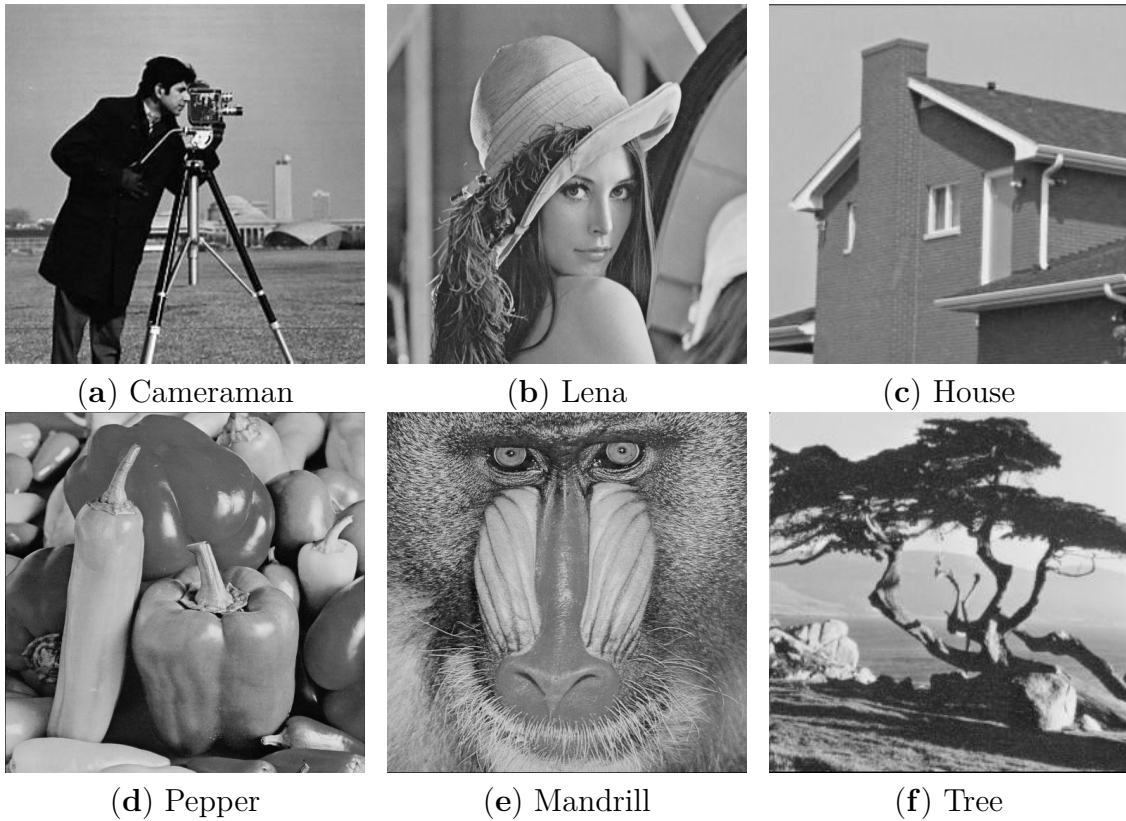 (a) Cameraman
(b) Lena
(c) House
(d) Pepper
(e) Mandrill
(f) Tree